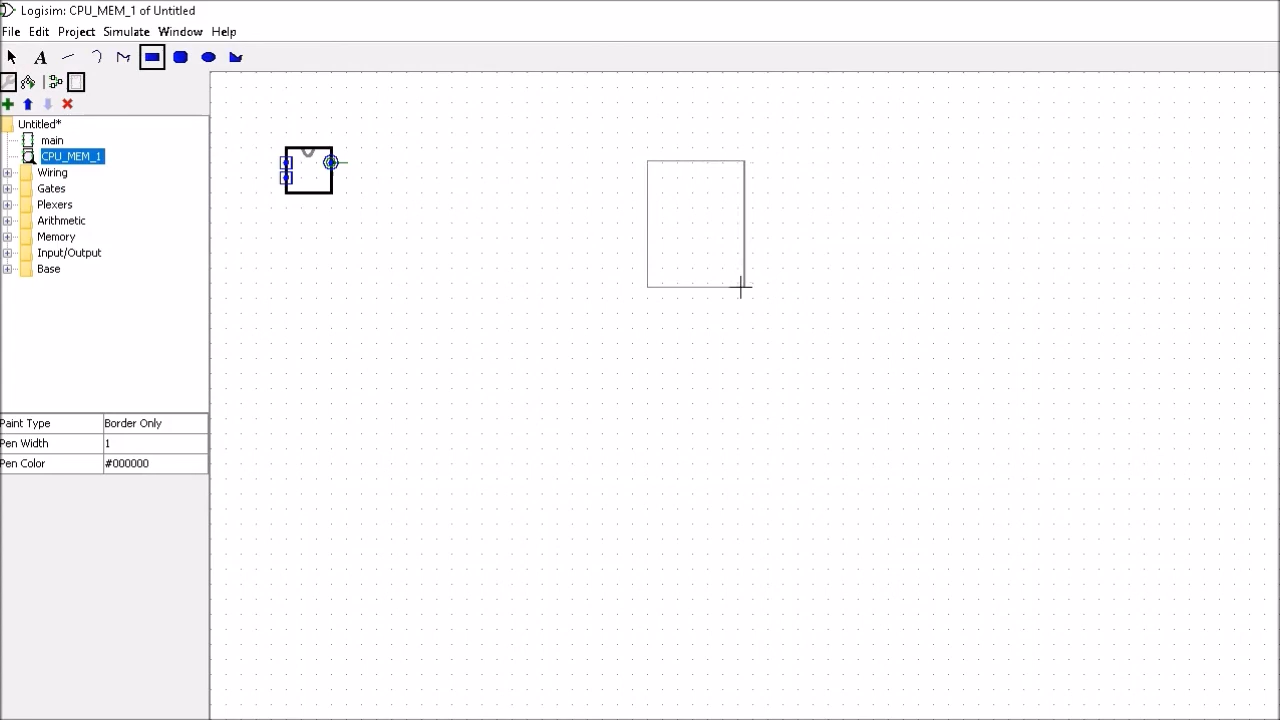 Logisim: CPU_MEM_1 of Untitled
File Edit Project Simulate Window Help
A
Untitled*
main
CPU_MEM_1
Wiring
Gates
Plexers
Arithmetic
Memory
Input/Output
Base
Paint Type Border Only
Pen Width 1
Pen Color #000000